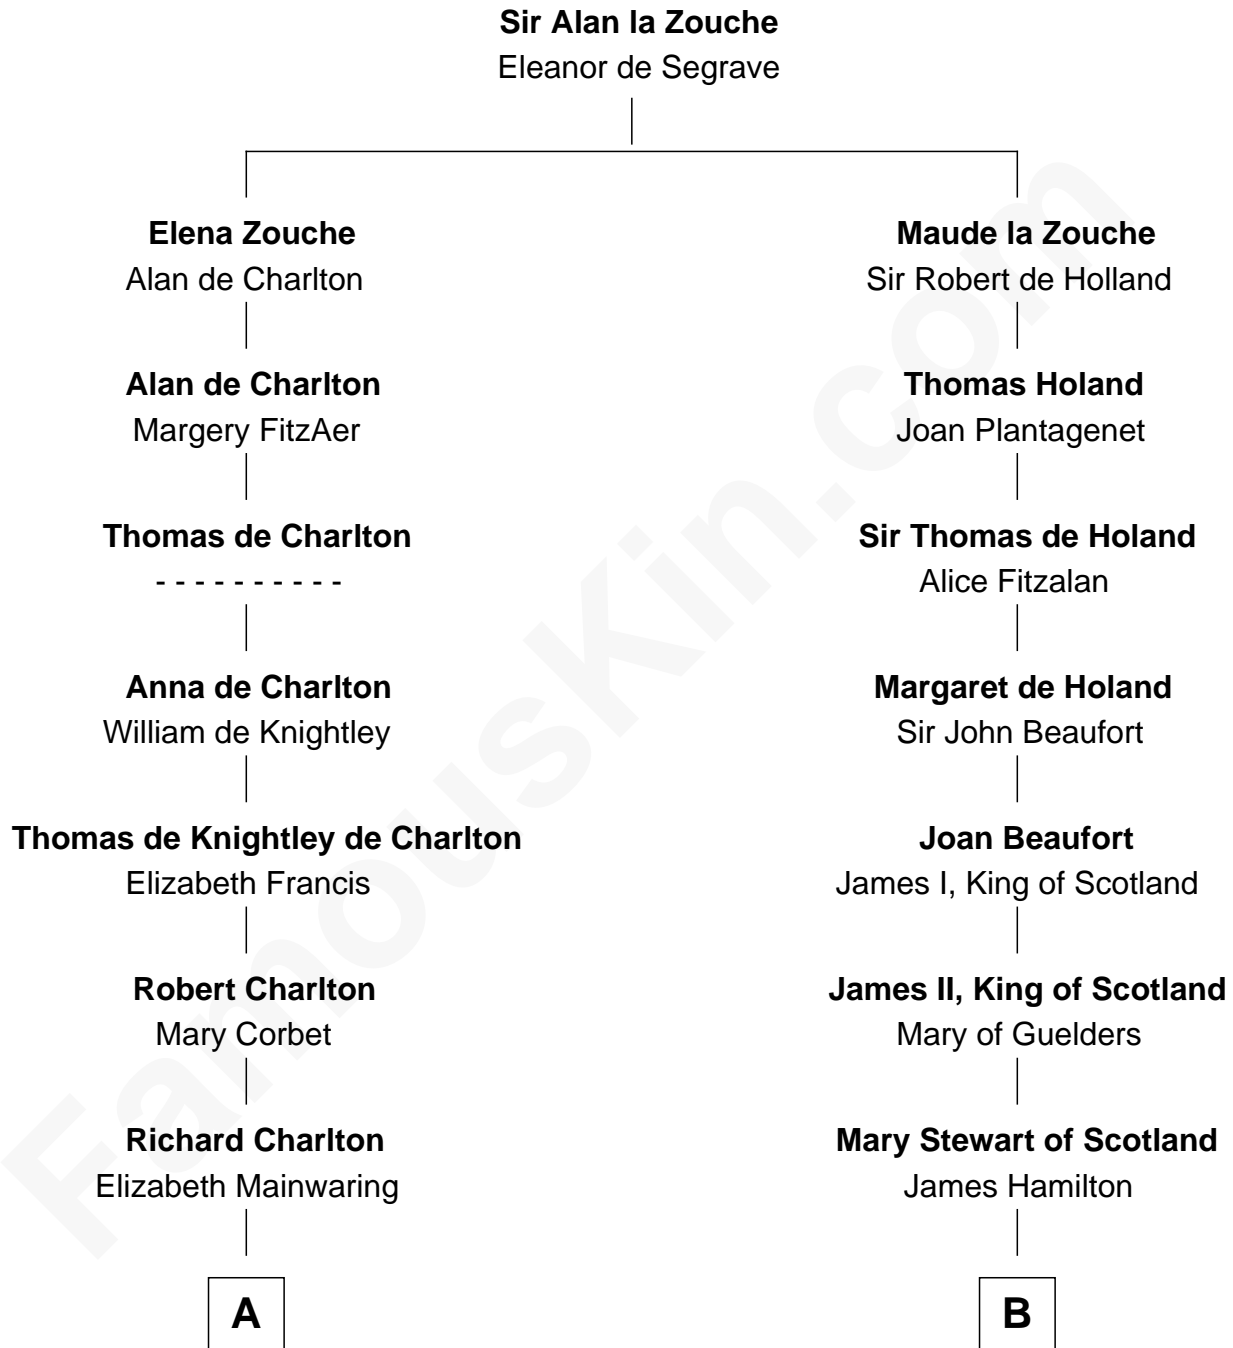 Sir Alan la Zouche
Eleanor de Segrave
Elena Zouche
Alan de Charlton
Maude la Zouche
Sir Robert de Holland
Alan de Charlton
Margery FitzAer
Thomas Holand
Joan Plantagenet
Thomas de Charlton
- - - - - - - - - -
Sir Thomas de Holand
Alice Fitzalan
Anna de Charlton
William de Knightley
Margaret de Holand
Sir John Beaufort
Thomas de Knightley de Charlton
Elizabeth Francis
Joan Beaufort
James I, King of Scotland
Robert Charlton
Mary Corbet
James II, King of Scotland
Mary of Guelders
Richard Charlton
Elizabeth Mainwaring
Mary Stewart of Scotland
James Hamilton
A
B
FamousKin.com